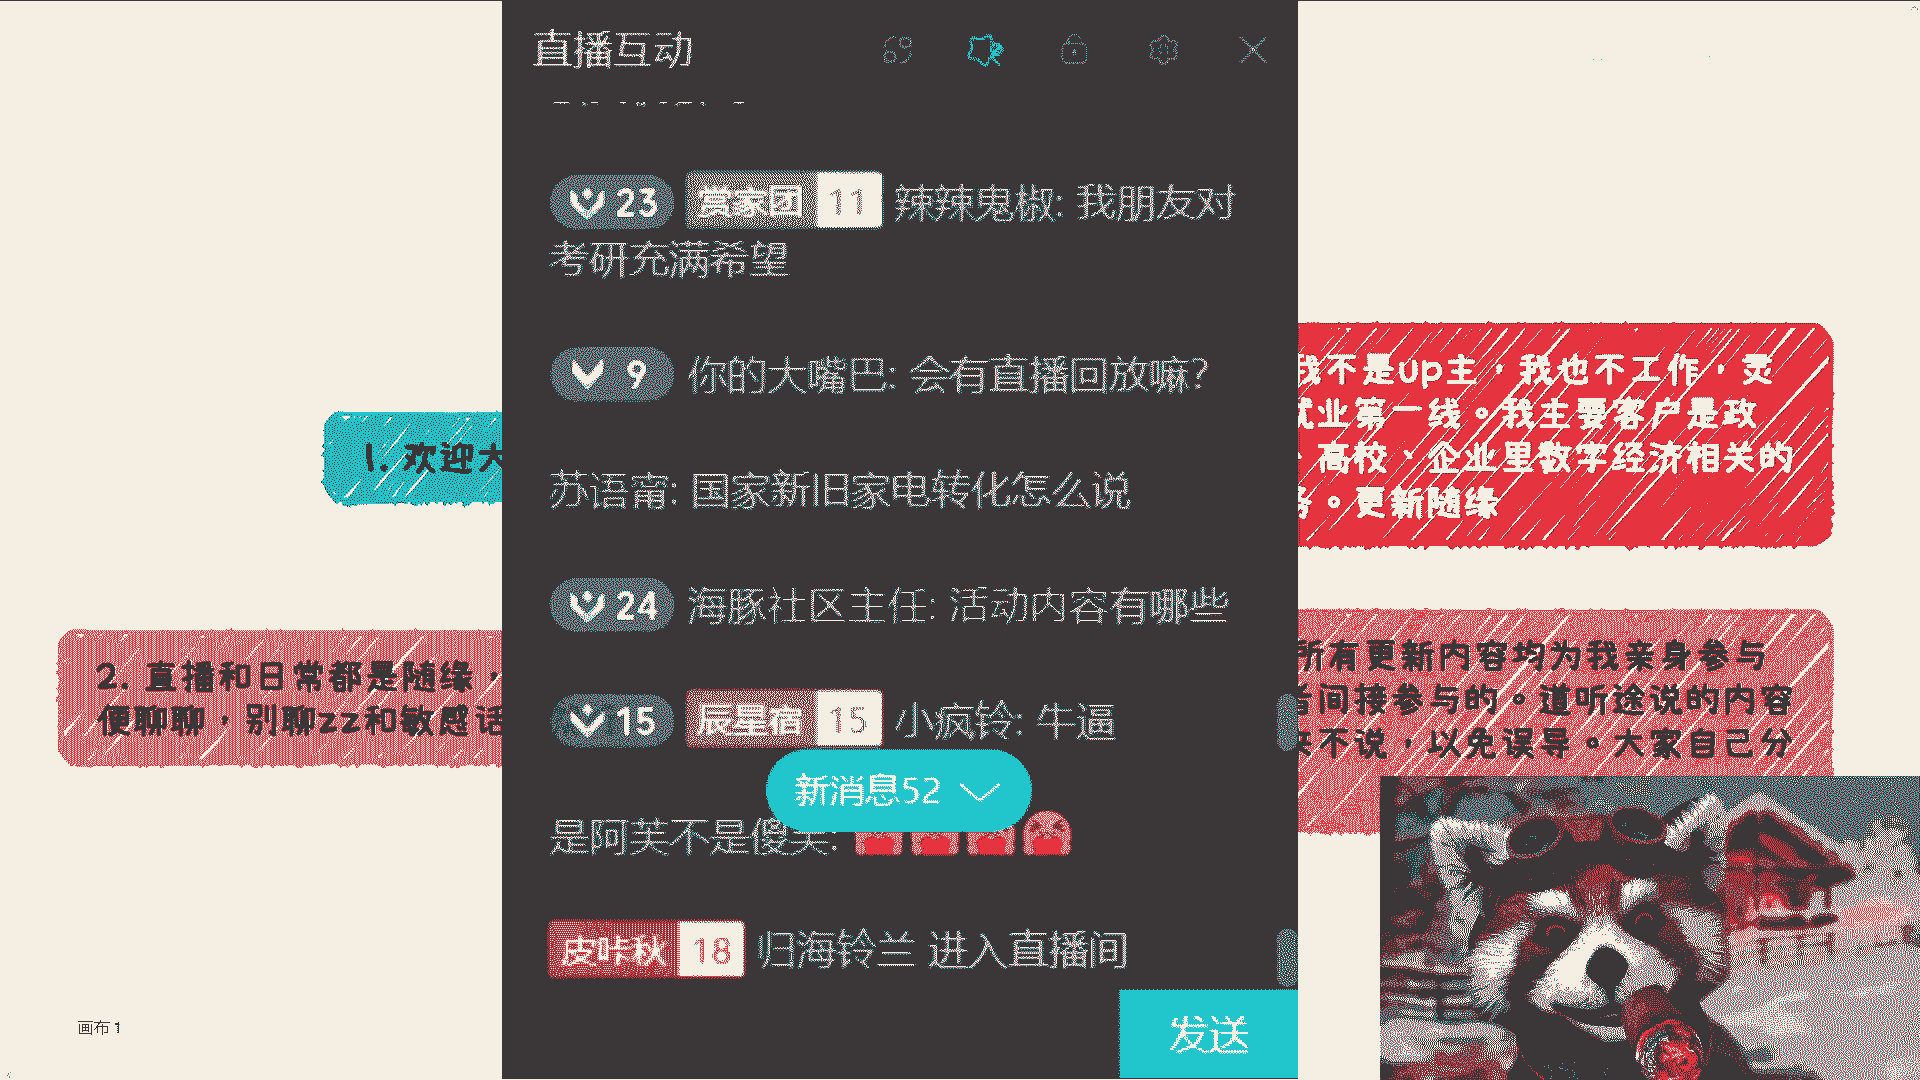 直播互动
23 赏家团 11 辣辣鬼椒: 我朋友对
考研充满希望
9 你的大嘴巴: 会有直播回放嘛?
苏语甯: 国家新旧家电转化怎么说
24 海豚社区主任: 活动内容有哪些
15 辰星宿 15 小疯铃: 牛逼
新消息52
是阿芙不是傻芙:
皮咔秋 18 归海铃兰 进入直播间
发送
1. 欢迎大
2. 直播和日常都是随缘，
便聊聊，别聊zz和敏感话
我不是up主，我也不工作，灵
业第一线。我主要客户是政
、高校、企业里数字经济相关的
。更新随缘
所有更新内容均为我亲身参与
间接参与的。道听途说的内容
不说，以免误导。大家自己分
画布 1